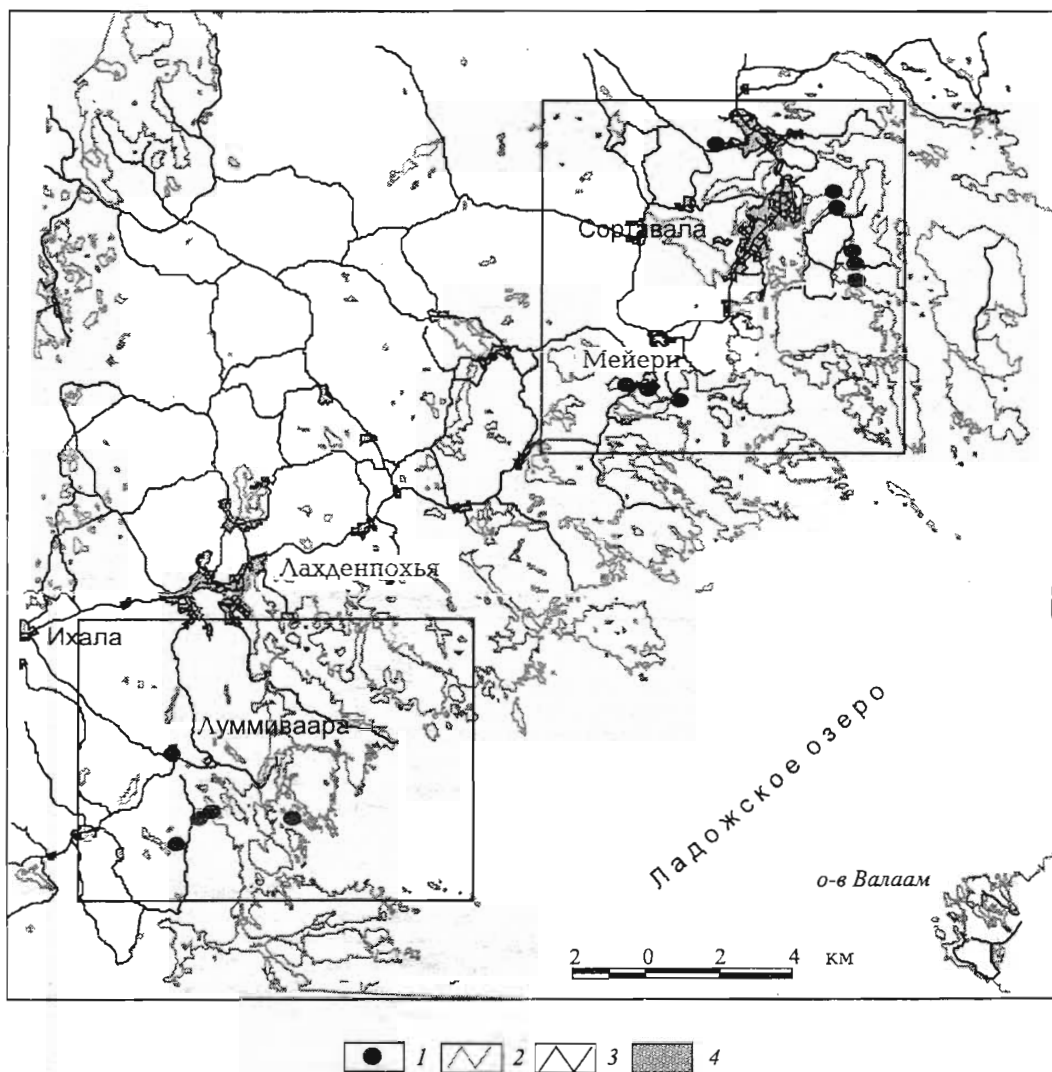 Сортавала
Мейери
Лахденпохья
Ихала
Луммиваара
Ладожское озеро
о-в Валаам
2 0 2 4 км
1 2 3 4